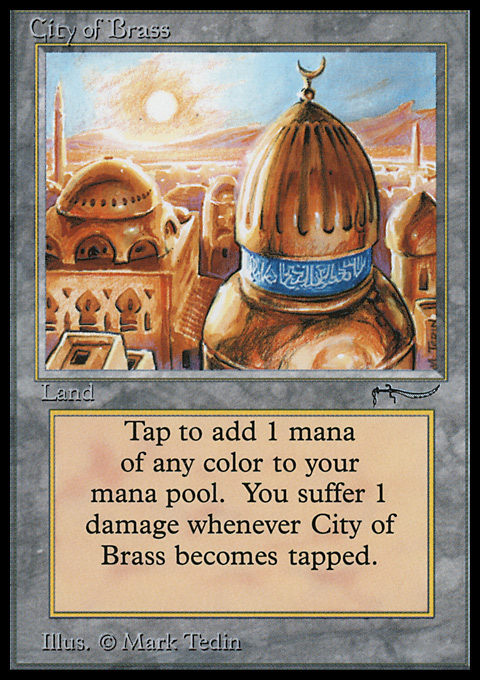 City of Brass
Land
Tap to add 1 mana
of any color to your
mana pool. You suffer 1
damage whenever City of
Brass becomes tapped.
Illus. © Mark Tedin